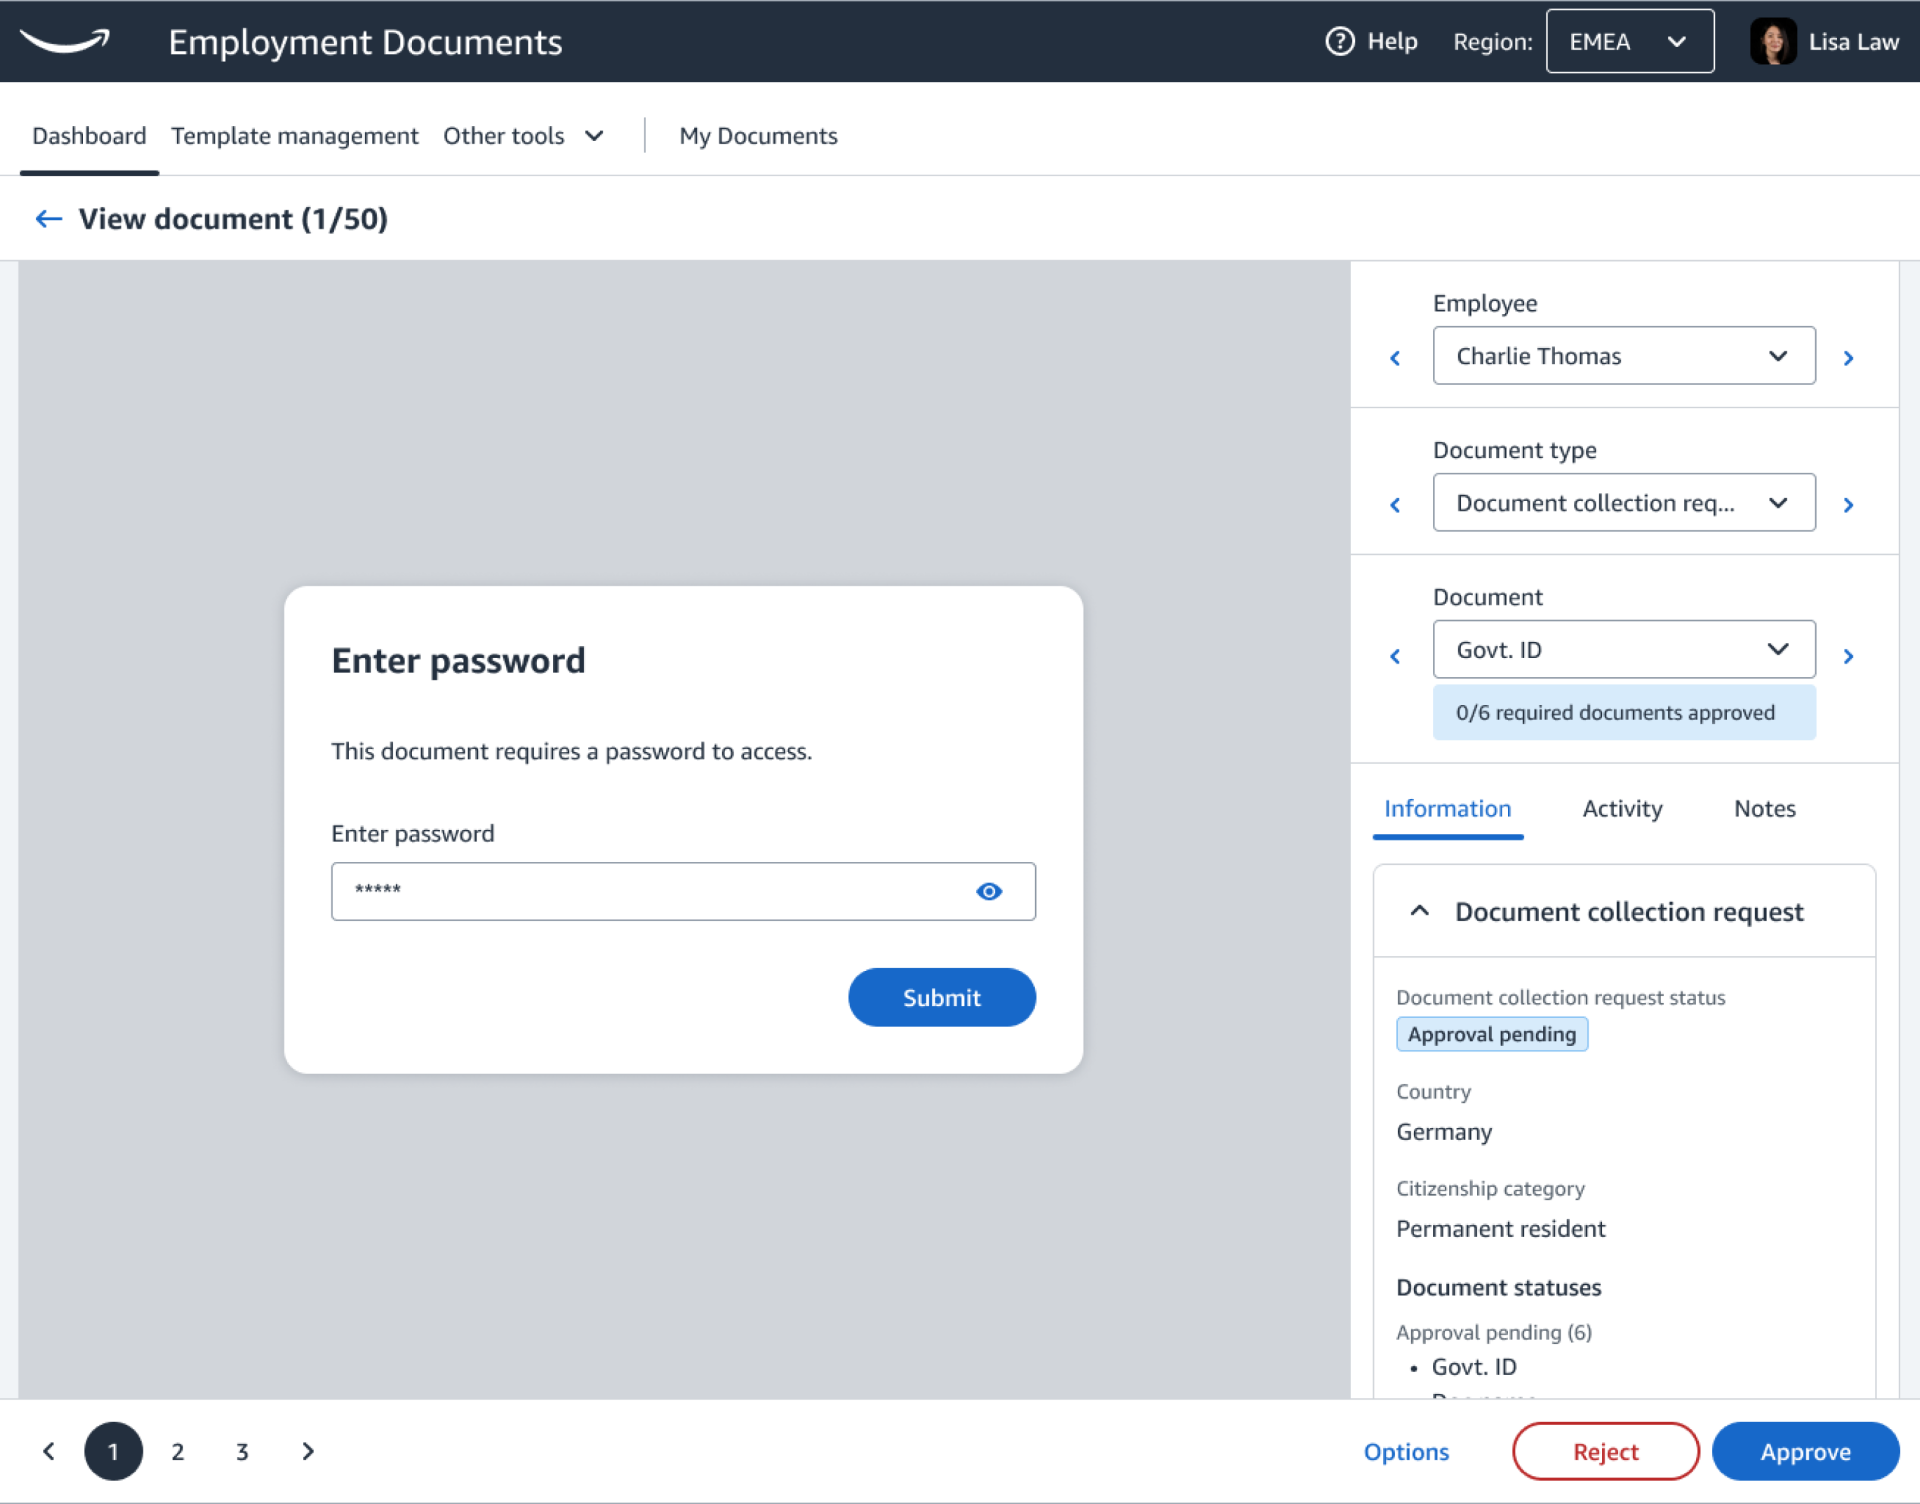 Employment Documents
Help
Region:
EMEA
Lisa Law
Dashboard
Template management
Other tools
My Documents
View document (1/50)
Enter password
This document requires a password to access.
Enter password
*****
Submit
Employee
Charlie Thomas
Document type
Document collection req...
Document
Govt. ID
0/6 required documents approved
Information
Activity
Notes
Document collection request
Document collection request status
Approval pending
Country
Germany
Citizenship category
Permanent resident
Document statuses
Approval pending (6)
• Govt. ID
1
2
3
Options
Reject
Approve